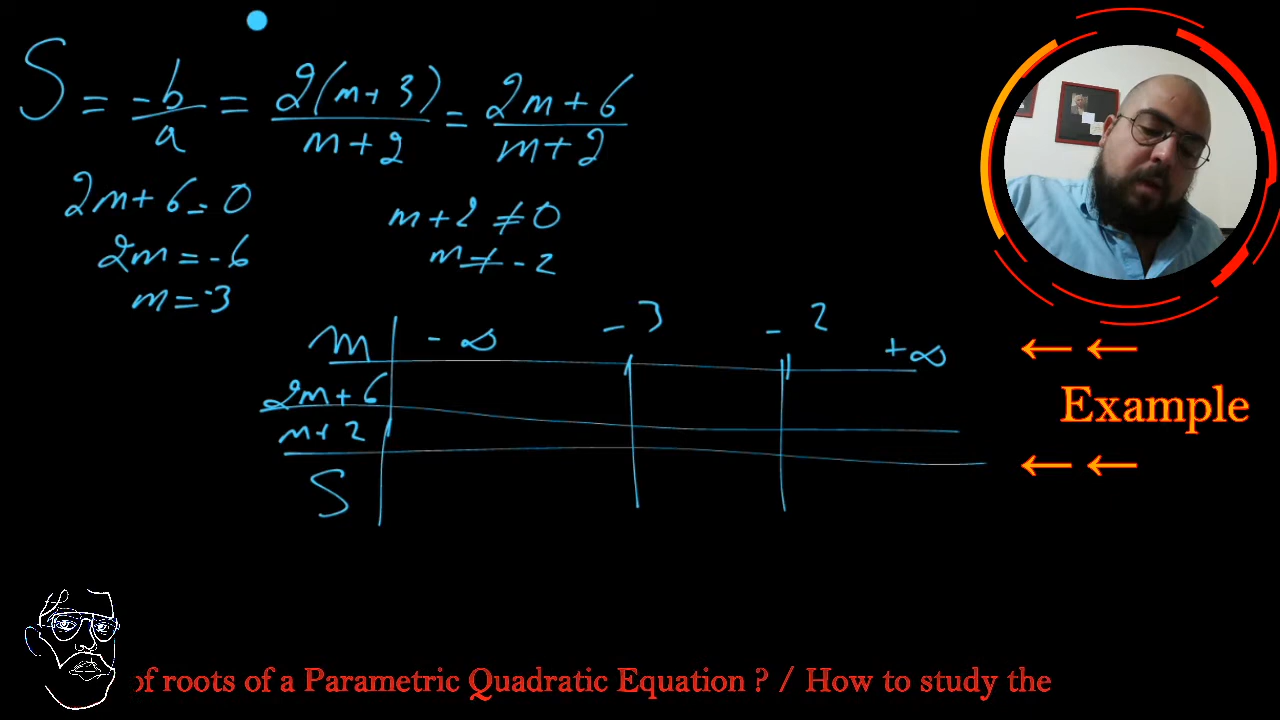 S = -b/a = 2(m+3)/m+2 = 2m+6/m+2
2m+6=0
m+2≠0
2m=-6
m≠-2
m=-3
m -∞ -3 -2 +∞
2m+6
m+2
S
Example
of roots of a Parametric Quadratic Equation ? / How to study the